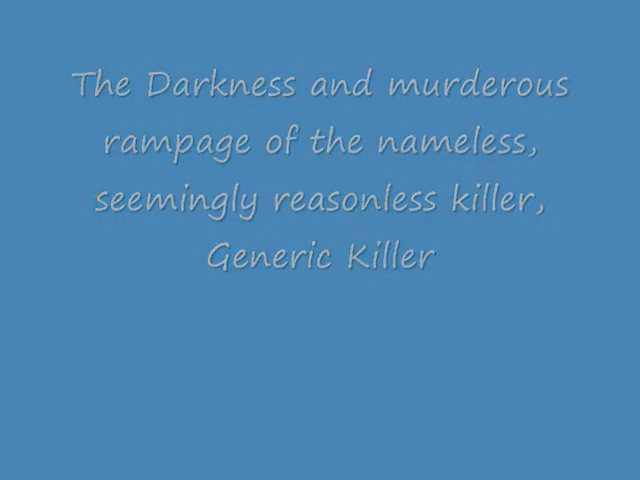 The Darkness and murderous
rampage of the nameless,
seemingly reasonless killer,
Generic Killer